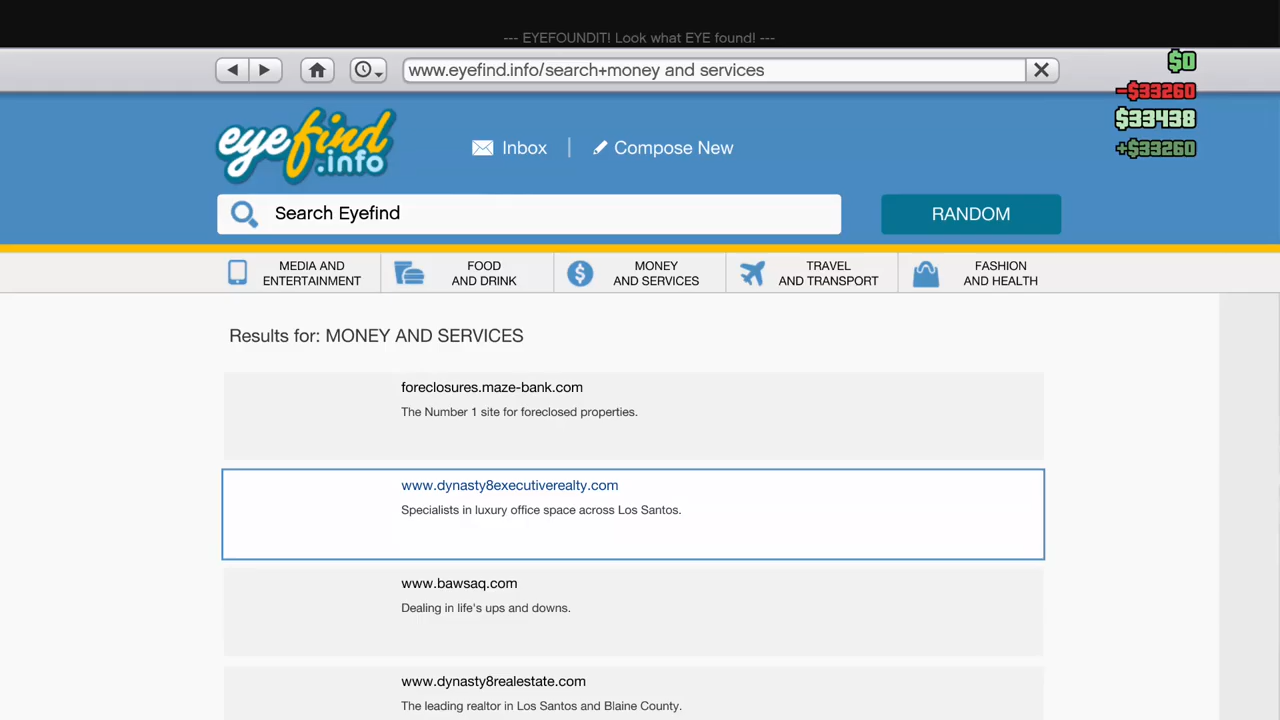 --- EYEFOUNDIT! Look what EYE found! ---
www.eyefind.info/search+money and services
$0
-$33260
$33438
+$33260
eyefind
.info
Inbox
Compose New
Search Eyefind
RANDOM
MEDIA AND
ENTERTAINMENT
FOOD
AND DRINK
MONEY
AND SERVICES
TRAVEL
AND TRANSPORT
FASHION
AND HEALTH
Results for: MONEY AND SERVICES
foreclosures.maze-bank.com
The Number 1 site for foreclosed properties.
www.dynasty8executiverealty.com
Specialists in luxury office space across Los Santos.
www.bawsaq.com
Dealing in life's ups and downs.
www.dynasty8realestate.com
The leading realtor in Los Santos and Blaine County.